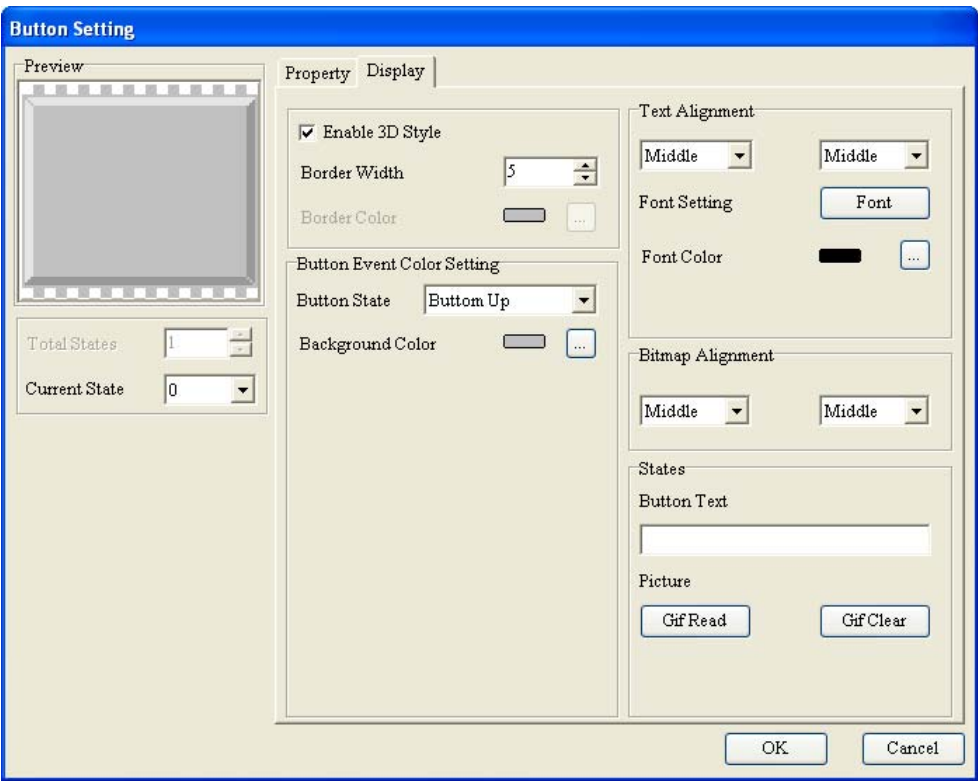 Button Setting
Preview
Total States 1
Current State 0
Property Display
Enable 3D Style
Border Width 5
Border Color ...
Button Event Color Setting
Button State Buttom Up
Background Color ...
Text Alignment
Middle Middle
Font Setting Font
Font Color ...
Bitmap Alignment
Middle Middle
States
Button Text
Picture
Gif Read Gif Clear
OK Cancel